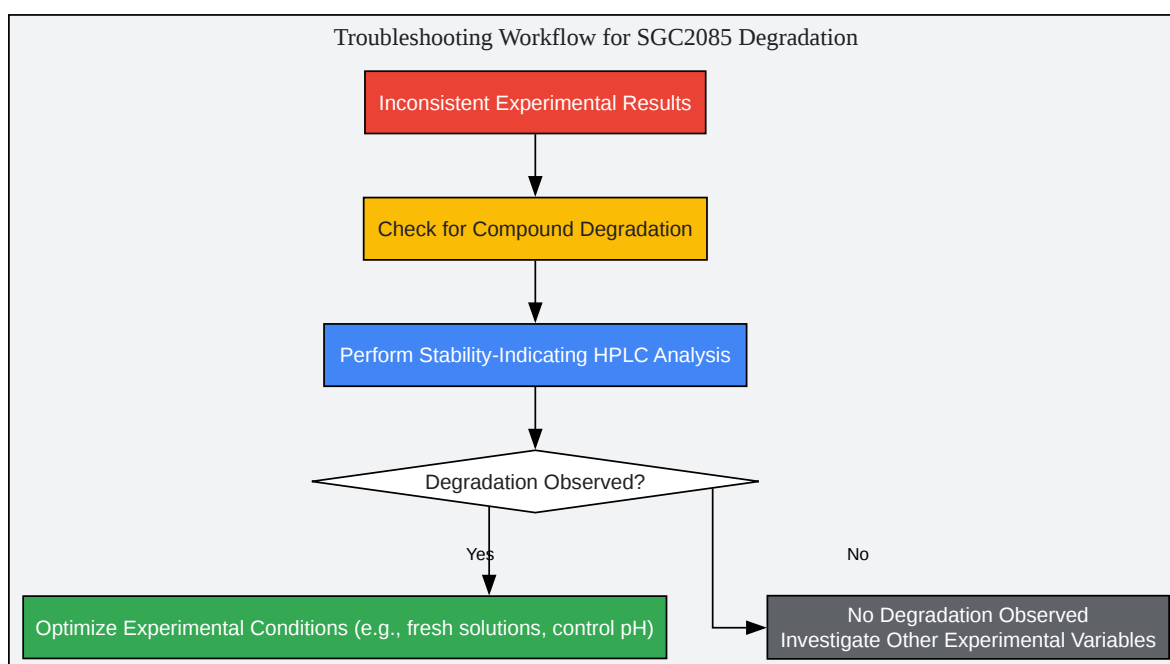 Troubleshooting Workflow for SGC2085 Degradation
Inconsistent Experimental Results
Check for Compound Degradation
Perform Stability-Indicating HPLC Analysis
Degradation Observed?
Yes
No
Optimize Experimental Conditions (e.g., fresh solutions, control pH)
No Degradation Observed
Investigate Other Experimental Variables